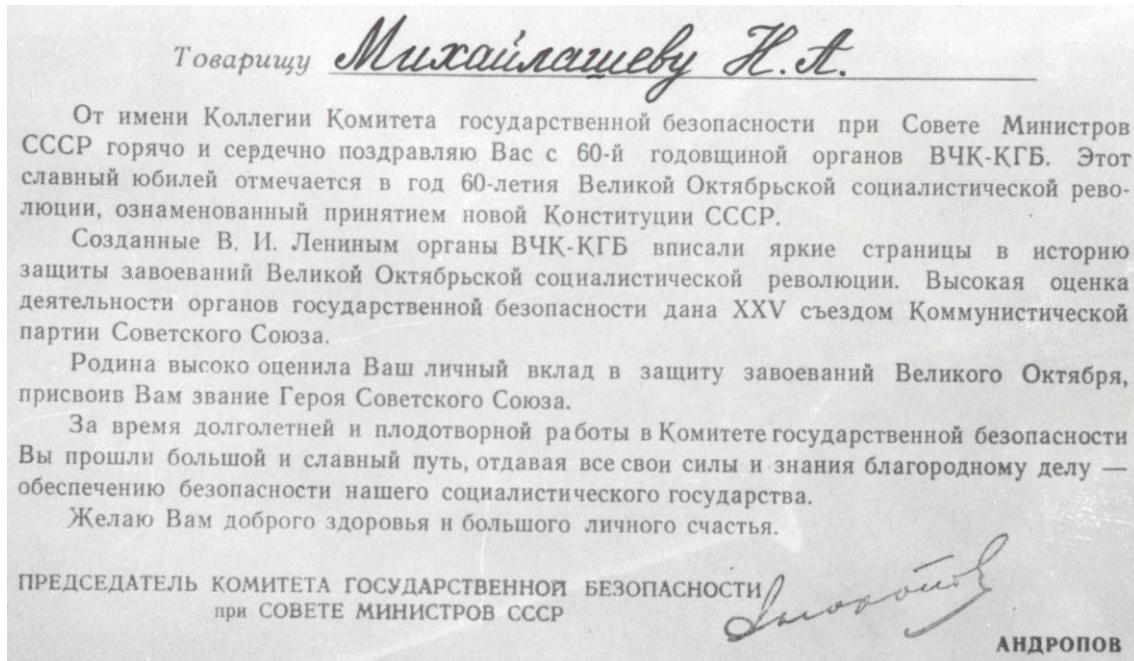 Товарищу Михайлашеву Н. А.
От имени Коллегии Комитета государственной безопасности при Совете Министров
СССР горячо и сердечно поздравляю Вас с 60-й годовщиной органов ВЧК-КГБ. Этот
славный юбилей отмечается в год 60-летия Великой Октябрьской социалистической рево-
люции, ознаменованный принятием новой Конституции СССР.
Созданные В. И. Лениным органы ВЧК-КГБ вписали яркие страницы в историю
защиты завоеваний Великой Октябрьской социалистической революции. Высокая оценка
деятельности органов государственной безопасности дана XXV съездом Коммунистической
партии Советского Союза.
Родина высоко оценила Ваш личный вклад в защиту завоеваний Великого Октября,
присвоив Вам звание Героя Советского Союза.
За время долголетней и плодотворной работы в Комитете государственной безопасности
Вы прошли большой и славный путь, отдавая все свои силы и знания благородному делу —
обеспечению безопасности нашего социалистического государства.
Желаю Вам доброго здоровья и большого личного счастья.
ПРЕДСЕДАТЕЛЬ КОМИТЕТА ГОСУДАРСТВЕННОЙ БЕЗОПАСНОСТИ
при СОВЕТЕ МИНИСТРОВ СССР
Андропов
АНДРОПОВ